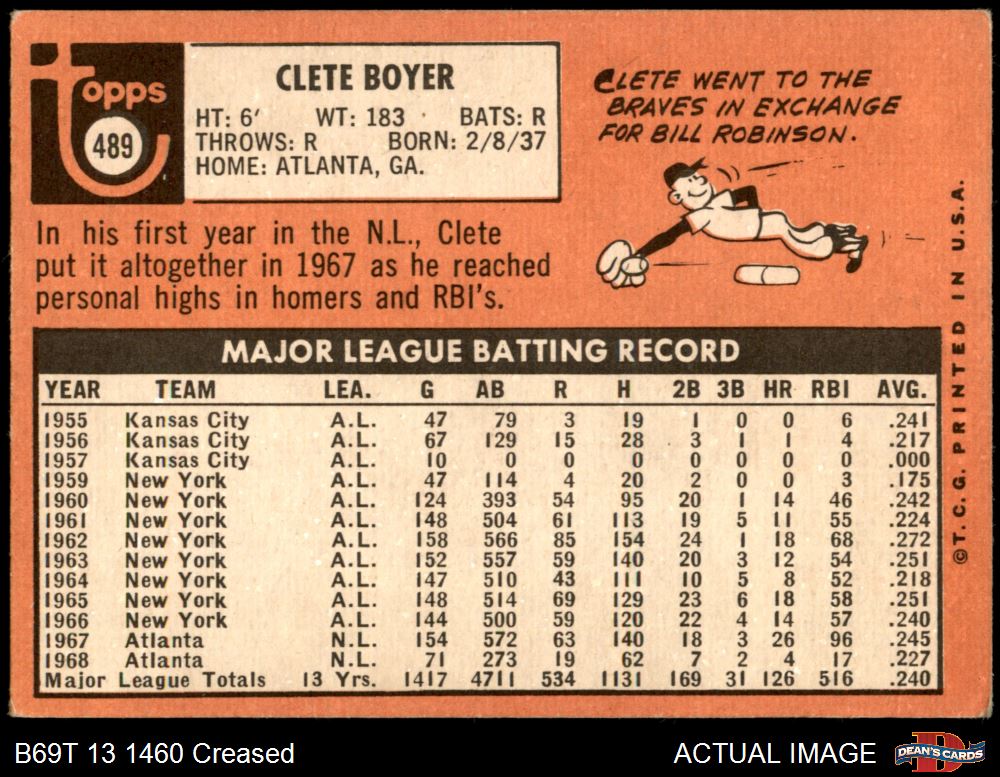 topps
489
CLETE BOYER
HT: 6' WT: 183 BATS: R
THROWS: R BORN: 2/8/37
HOME: ATLANTA, GA.
CLETE WENT TO THE
BRAVES IN EXCHANGE
FOR BILL ROBINSON.
In his first year in the N.L., Clete
put it altogether in 1967 as he reached
personal highs in homers and RBI's.
MAJOR LEAGUE BATTING RECORD
YEAR TEAM LEA. G AB R H 2B 3B HR RBI AVG.
1955 Kansas City A.L. 47 79 3 19 1 0 0 6 .241
1956 Kansas City A.L. 67 129 15 28 3 1 1 4 .217
1957 Kansas City A.L. 10 0 0 0 0 0 0 0 .000
1959 New York A.L. 47 114 4 20 2 0 0 3 .175
1960 New York A.L. 124 393 54 95 20 1 14 46 .242
1961 New York A.L. 148 504 61 113 19 5 11 55 .224
1962 New York A.L. 158 566 85 154 24 1 18 68 .272
1963 New York A.L. 152 557 59 140 20 3 12 54 .251
1964 New York A.L. 147 510 43 111 10 5 8 52 .218
1965 New York A.L. 148 514 69 129 23 6 18 58 .251
1966 New York A.L. 144 500 59 120 22 4 14 57 .240
1967 Atlanta N.L. 154 572 63 140 18 3 26 96 .245
1968 Atlanta N.L. 71 273 19 62 7 2 4 17 .227
Major League Totals 13 Yrs. 1417 4711 534 1131 169 31 126 516 .240
©T.C.G. PRINTED IN U.S.A.
B69T 13 1460 Creased
ACTUAL IMAGE
D
DEAN'S CARDS